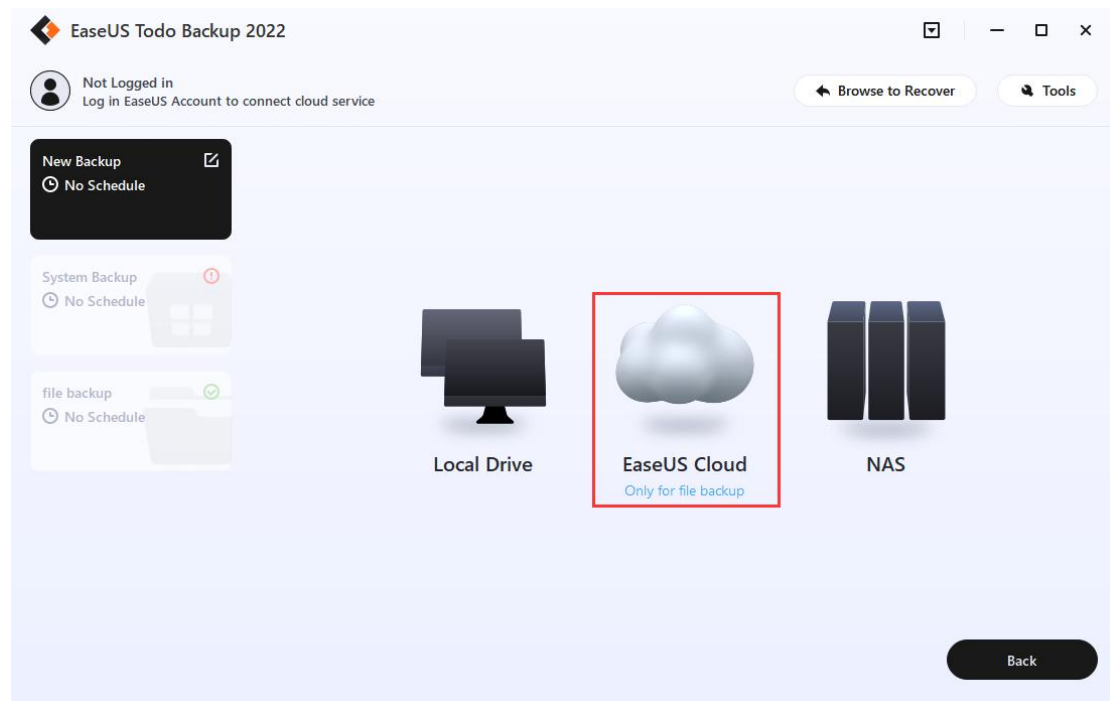 EaseUS Todo Backup 2022
Not Logged in
Log in EaseUS Account to connect cloud service
Browse to Recover
Tools
New Backup
No Schedule
System Backup
No Schedule
file backup
No Schedule
Local Drive
EaseUS Cloud
Only for file backup
NAS
Back